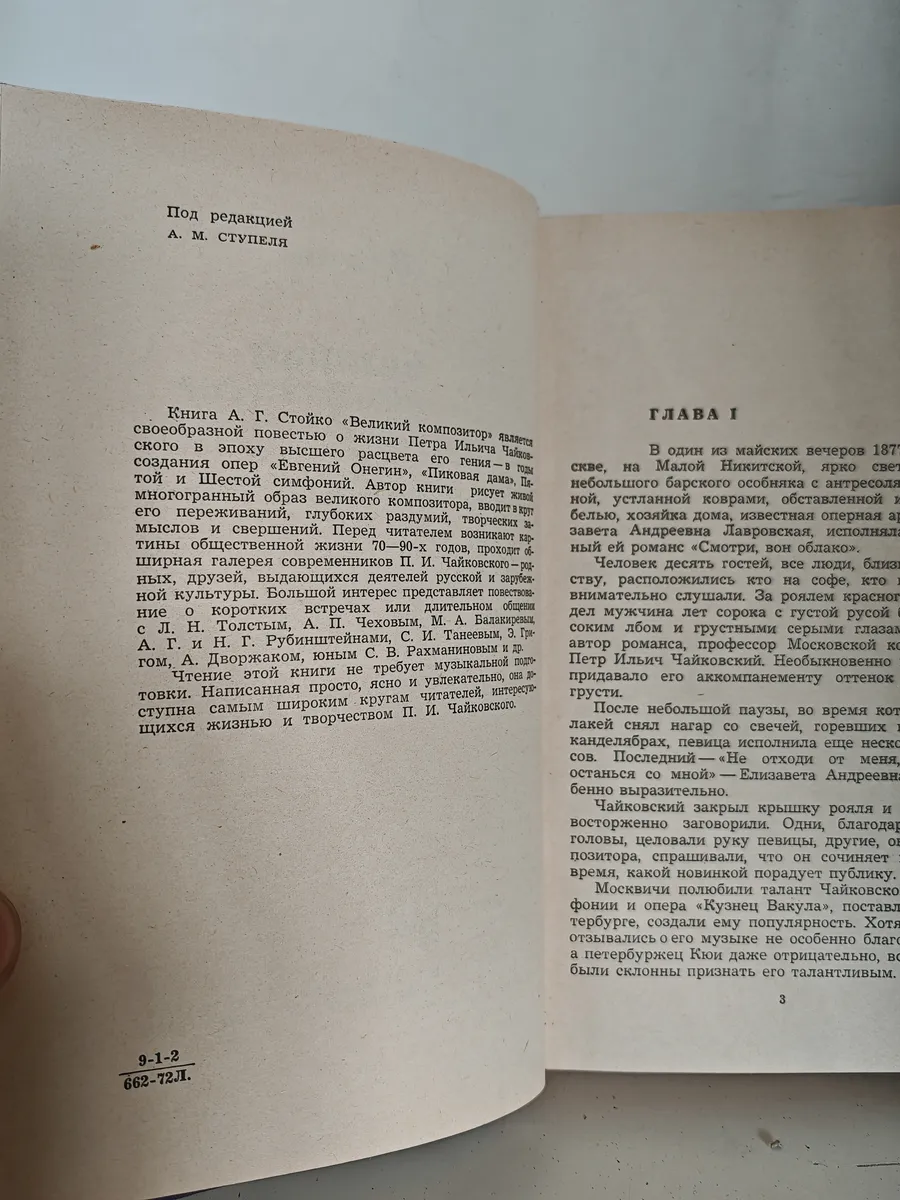 Под редакцией
А. М. СТУПЕЛЯ
Книга А. Г. Стойко «Великий композитор» является
своеобразной повестью о жизни Петра Ильича Чайков-
ского в эпоху высшего расцвета его гения — в годы
создания опер «Евгений Онегин», «Пиковая дама», Пя-
той и Шестой симфоний. Автор книги рисует живой
многогранный образ великого композитора, вводит в круг
его переживаний, глубоких раздумий, творческих за-
мыслов и свершений. Перед читателем возникают кар-
тины общественной жизни 70—90-х годов, проходит об-
ширная галерея современников П. И. Чайковского — род-
ных, друзей, выдающихся деятелей русской и зарубеж-
ной культуры. Большой интерес представляет повествова-
ние о коротких встречах или длительном общении
с Л. Н. Толстым, А. П. Чеховым, М. А. Балакиревым,
А. Г. и Н. Г. Рубинштейнами, С. И. Танеевым, Э. Гри-
гом, А. Дворжаком, юным С. В. Рахманиновым и др.
Чтение этой книги не требует музыкальной подго-
товки. Написанная просто, ясно и увлекательно, она до-
ступна самым широким кругам читателей, интересую-
щихся жизнью и творчеством П. И. Чайковского.
9-1-2
662-72Л.
ГЛАВА I
В один из майских вечеров 187
скве, на Малой Никитской, ярко свет
небольшого барского особняка с антресоля
ной, устланной коврами, обставленной
белью, хозяйка дома, известная оперная ар
завета Андреевна Лавровская, исполняла
ный ей романс «Смотри, вон облако».
Человек десять гостей, все люди, близ
ству, расположились кто на софе, кто
внимательно слушали. За роялем красног
дел мужчина лет сорока с густой русой
соким лбом и грустными серыми глазам
автор романса, профессор Московской ко
Петр Ильич Чайковский. Необыкновенно
придавало его аккомпанементу оттенок
грусти.
После небольшой паузы, во время кот
лакей снял нагар со свечей, горевших
канделябрах, певица исполнила еще неско
сов. Последний — «Не отходи от меня,
останься со мной» — Елизавета Андреевна
бенно выразительно.
Чайковский закрыл крышку рояля и
восторженно заговорили. Одни, благодар
головы, целовали руку певицы, другие, о
позитора, спрашивали, что он сочиняет
время, какой новинкой порадует публику.
Москвичи полюбили талант Чайковско
фонии и опера «Кузнец Вакула», поставл
тербурге, создали ему популярность. Хотя
отзывались о его музыке не особенно благо
а петербуржец Кюи даже отрицательно, вс
были склонны признать его талантливым.
3